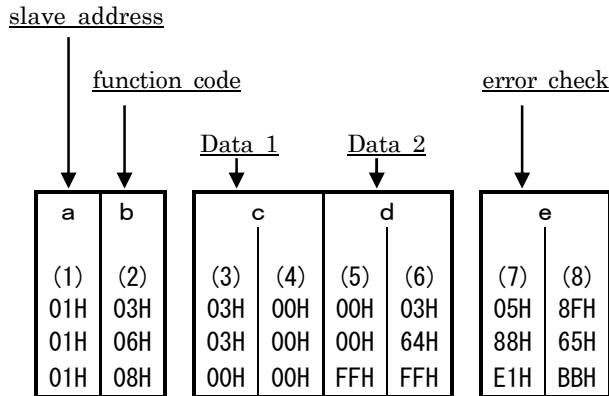 slave address
function code error check
Data 1 Data 2
a b c d e
(1) (2) (3) (4) (5) (6) (7) (8)
01H 03H 03H 00H 00H 03H 05H 8FH
01H 06H 03H 00H 00H 64H 88H 65H
01H 08H 00H 00H FFH FFH E1H BBH